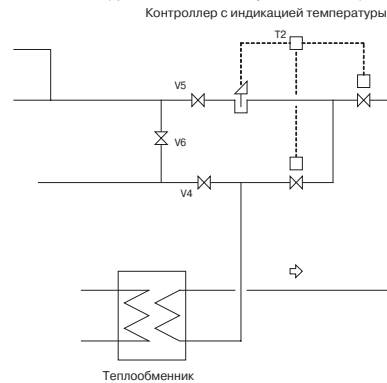 Контроллер с индикацией температуры
T2
V5
V6
V4
Теплообменник